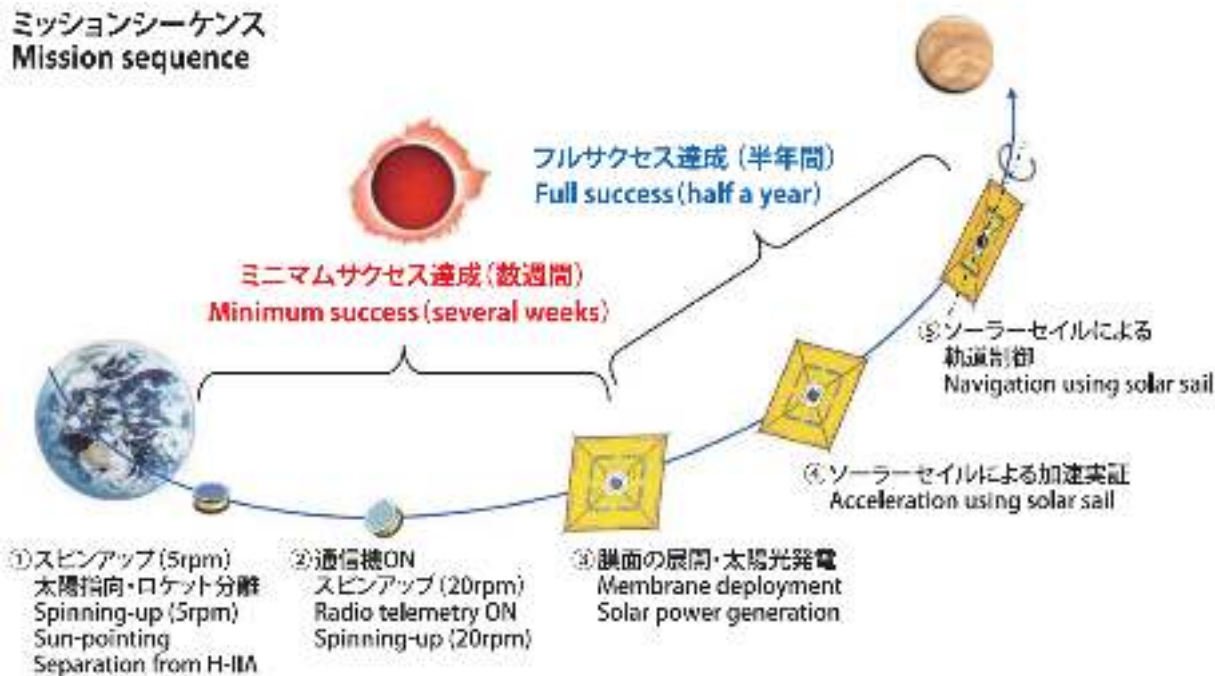 ミッションシーケンス
Mission sequence
フルサクセス達成（半年間）
Full success(half a year)
ミニマムサクセス達成（数週間）
Minimum success(several weeks)
⑤ソーラーセイルによる
軌道制御
Navigation using solar sail
④ソーラーセイルによる加速実証
Acceleration using solar sail
①スピンアップ(5rpm)
太陽指向・ロケット分離
Spinning-up (5rpm)
Sun-pointing
Separation from H-IIA
②通信機ON
スピンアップ(20rpm)
Radio telemetry ON
Spinning-up (20rpm)
③膜面の展開・太陽光発電
Membrane deployment
Solar power generation